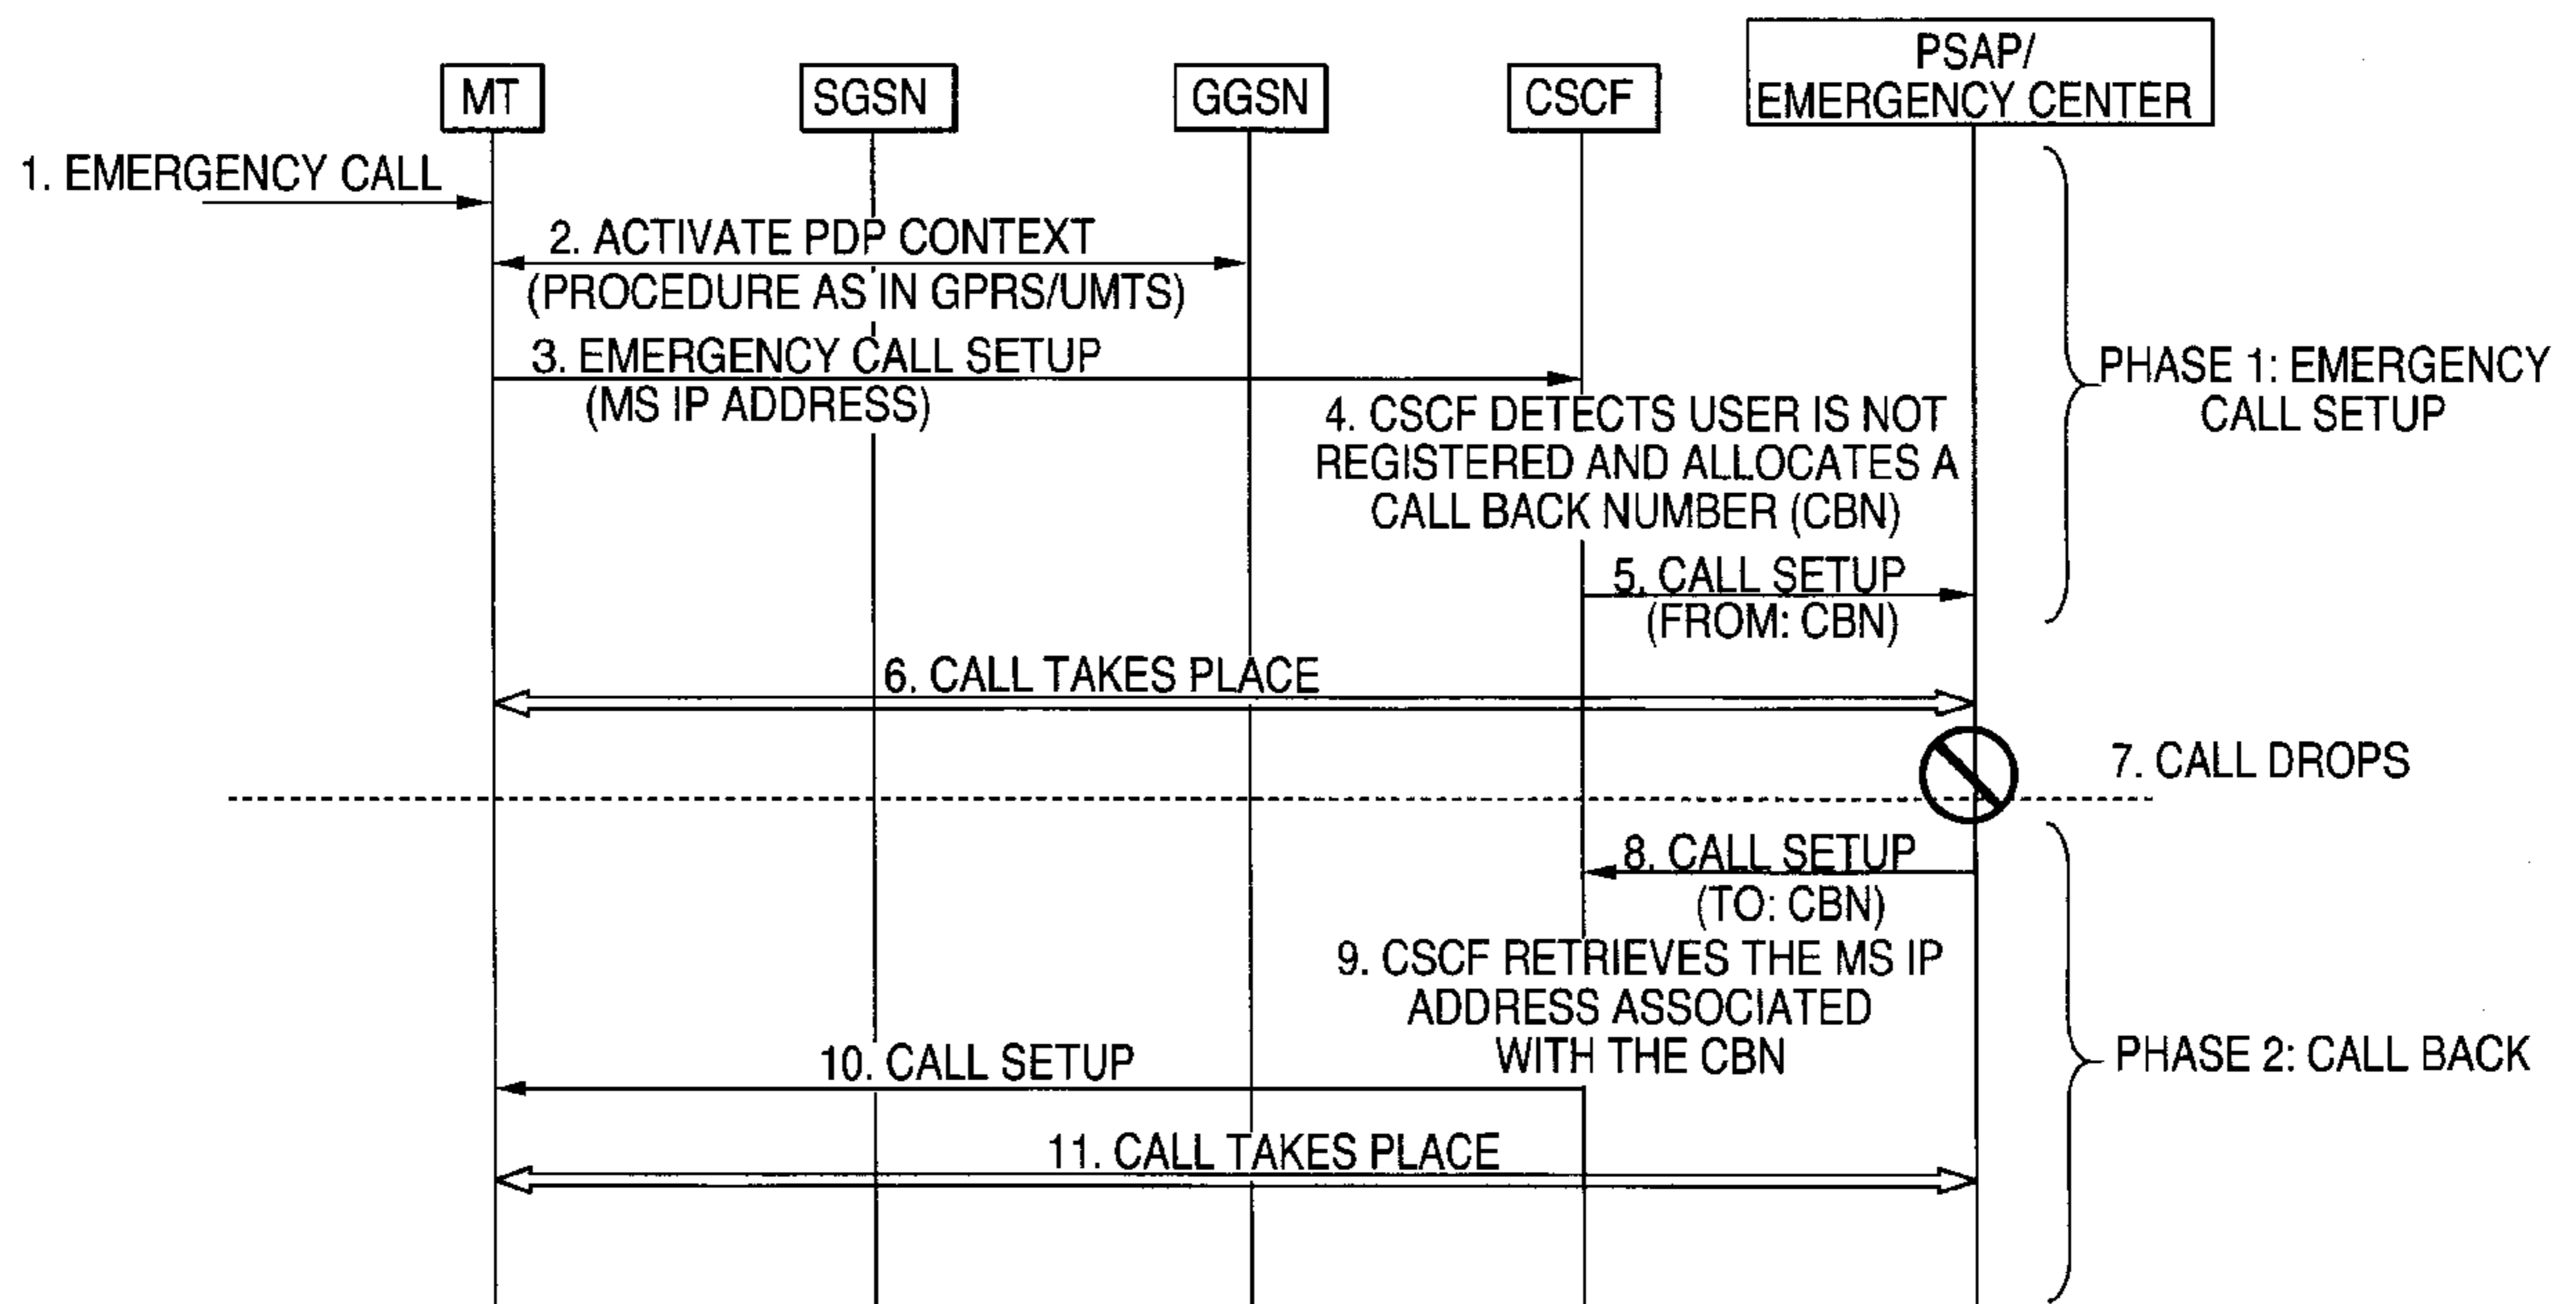 MT
SGSN
GGSN
CSCF
PSAP/
EMERGENCY CENTER
1. EMERGENCY CALL
2. ACTIVATE PDP CONTEXT
(PROCEDURE AS IN GPRS/UMTS)
3. EMERGENCY CALL SETUP
(MS IP ADDRESS)
4. CSCF DETECTS USER IS NOT
REGISTERED AND ALLOCATES A
CALL BACK NUMBER (CBN)
5. CALL SETUP
(FROM: CBN)
PHASE 1: EMERGENCY
CALL SETUP
6. CALL TAKES PLACE
7. CALL DROPS
8. CALL SETUP
(TO: CBN)
9. CSCF RETRIEVES THE MS IP
ADDRESS ASSOCIATED
WITH THE CBN
10. CALL SETUP
PHASE 2: CALL BACK
11. CALL TAKES PLACE